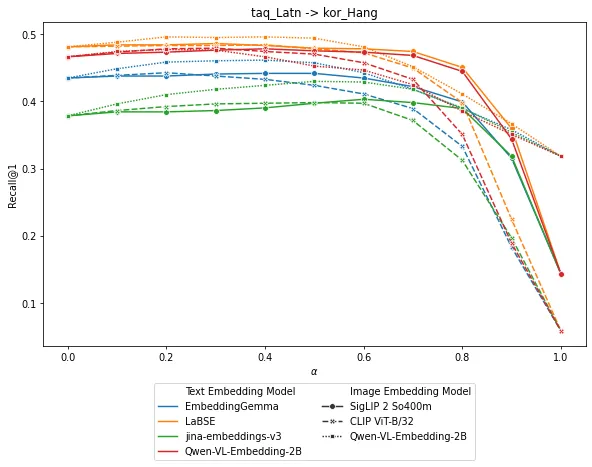 taq_Latn -> kor_Hang
0.5
0.4
0.3
0.2
0.1
Recall@1
0.0
0.2
0.4
0.6
0.8
1.0
α
Text Embedding Model
EmbeddingGemma
LaBSE
jina-embeddings-v3
Qwen-VL-Embedding-2B
Image Embedding Model
SigLIP 2 So400m
CLIP ViT-B/32
Qwen-VL-Embedding-2B